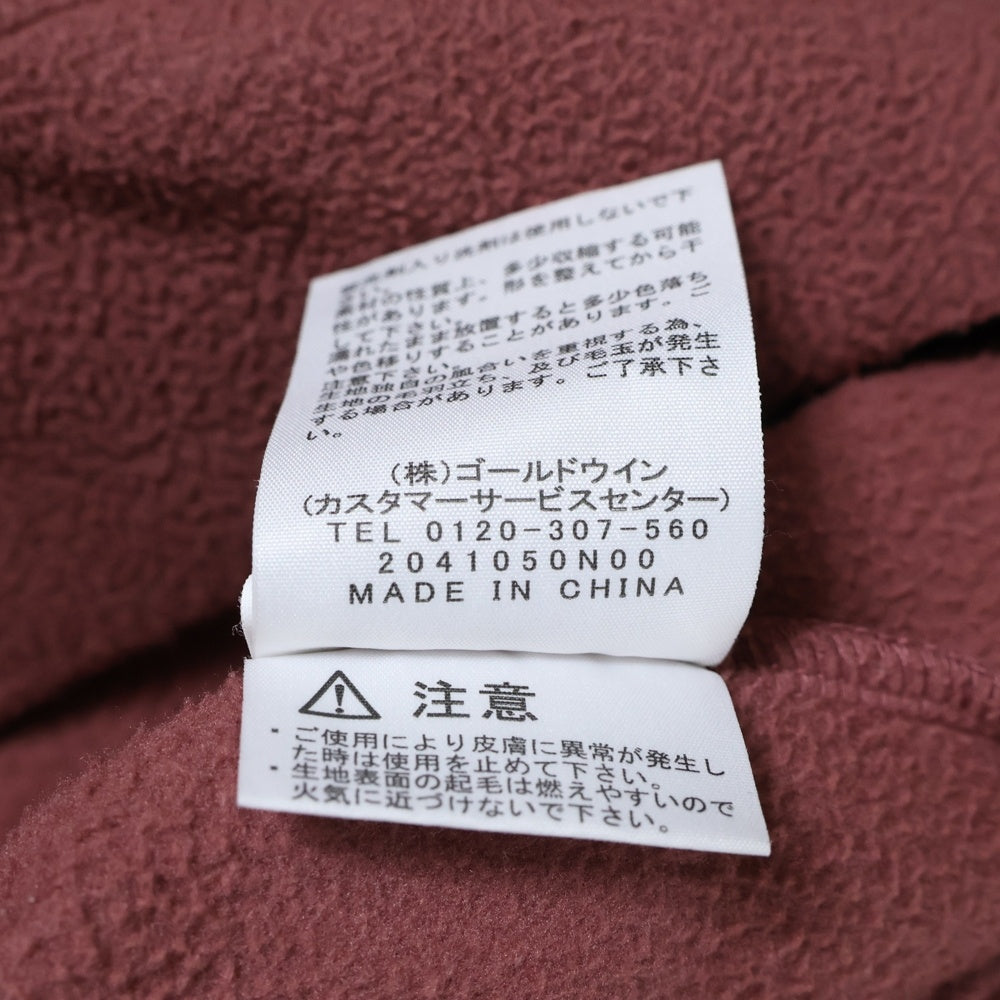 剤入り洗剤は使用しないで下
さい。
素材の性質上、多少収縮する可能
性があります。形を整えてから干
して下さい。
濡れたまま放置すると多少色落ち
や色移りすることがあります。ご
注意下さい。
生地独自の風合いを重視する為、
生地の毛羽立ち、及び毛玉が発生
する場合があります。ご了承下さ
い。
(株)ゴールドウイン
(カスタマーサービスセンター)
TEL 0120-307-560
2041050N00
MADE IN CHINA
注意
・ご使用により皮膚に異常が発生し
た時は使用を止めて下さい。
・生地表面の起毛は燃えやすいので
火気に近づけないで下さい。